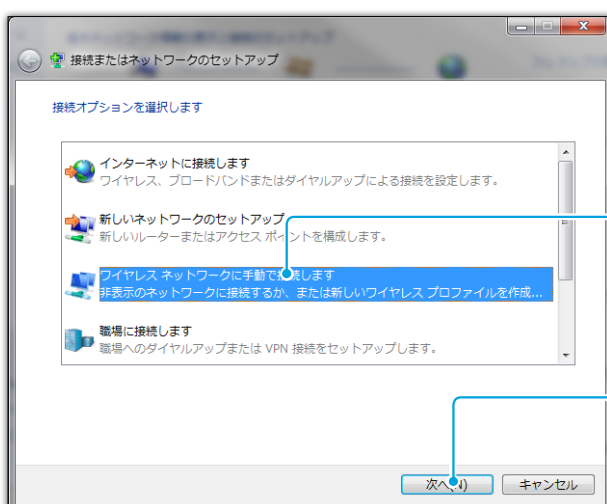 接続またはネットワークのセットアップ
接続オプションを選択します
インターネットに接続します
ワイヤレス、ブロードバンドまたはダイヤルアップによる接続を設定します。
新しいネットワークのセットアップ
新しいルーターまたはアクセス ポイントを構成します。
ワイヤレス ネットワークに手動で接続します
非表示のネットワークに接続するか、または新しいワイヤレス プロファイルを作成...
職場に接続します
職場へのダイヤルアップまたは VPN 接続をセットアップします。
次へ(N) キャンセル